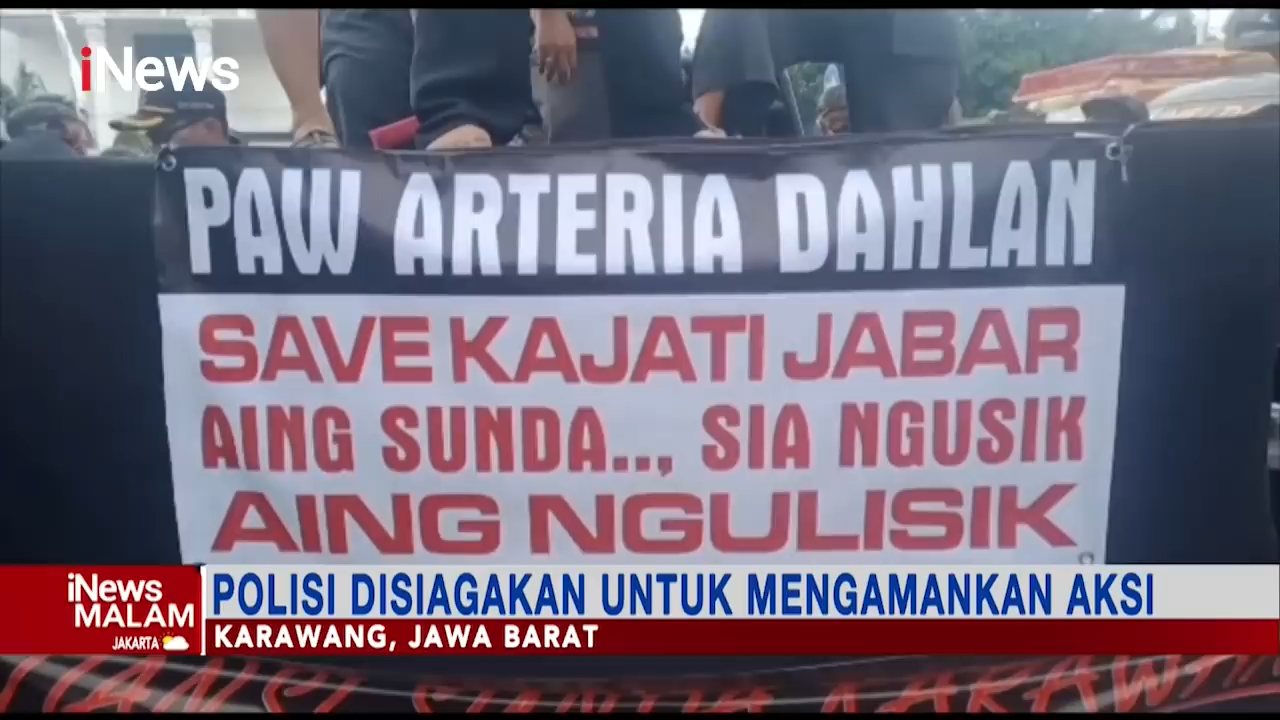 iNews
PAW ARTERIA DAHLAN
SAVE KAJATI JABAR
AING SUNDA..., SIA NGUSIK
AING NGULISIK
iNews
MALAM
JAKARTA
POLISI DISIAGAKAN UNTUK MENGAMANKAN AKSI
KARAWANG, JAWA BARAT